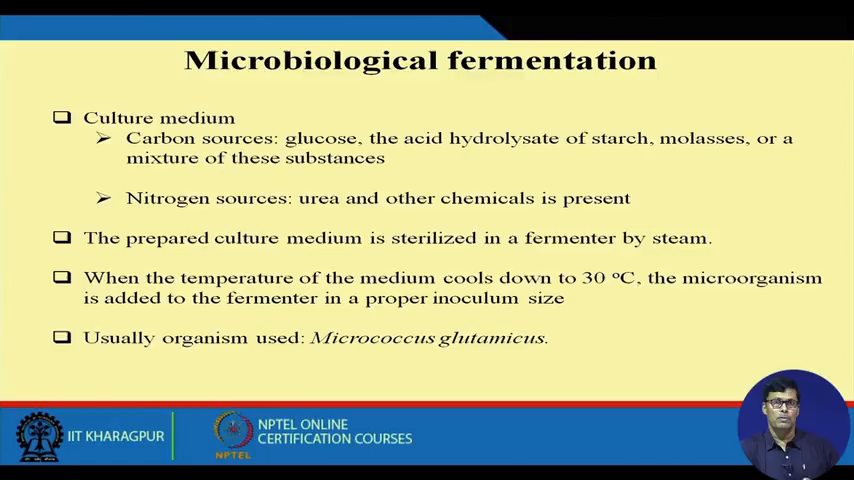 Microbiological fermentation
❑ Culture medium
➢ Carbon sources: glucose, the acid hydrolysate of starch, molasses, or a
mixture of these substances
➢ Nitrogen sources: urea and other chemicals is present
❑ The prepared culture medium is sterilized in a fermenter by steam.
❑ When the temperature of the medium cools down to 30 ºC, the microorganism
is added to the fermenter in a proper inoculum size
❑ Usually organism used: Micrococcus glutamicus.
IIT KHARAGPUR
NPTEL
NPTEL ONLINE
CERTIFICATION COURSES